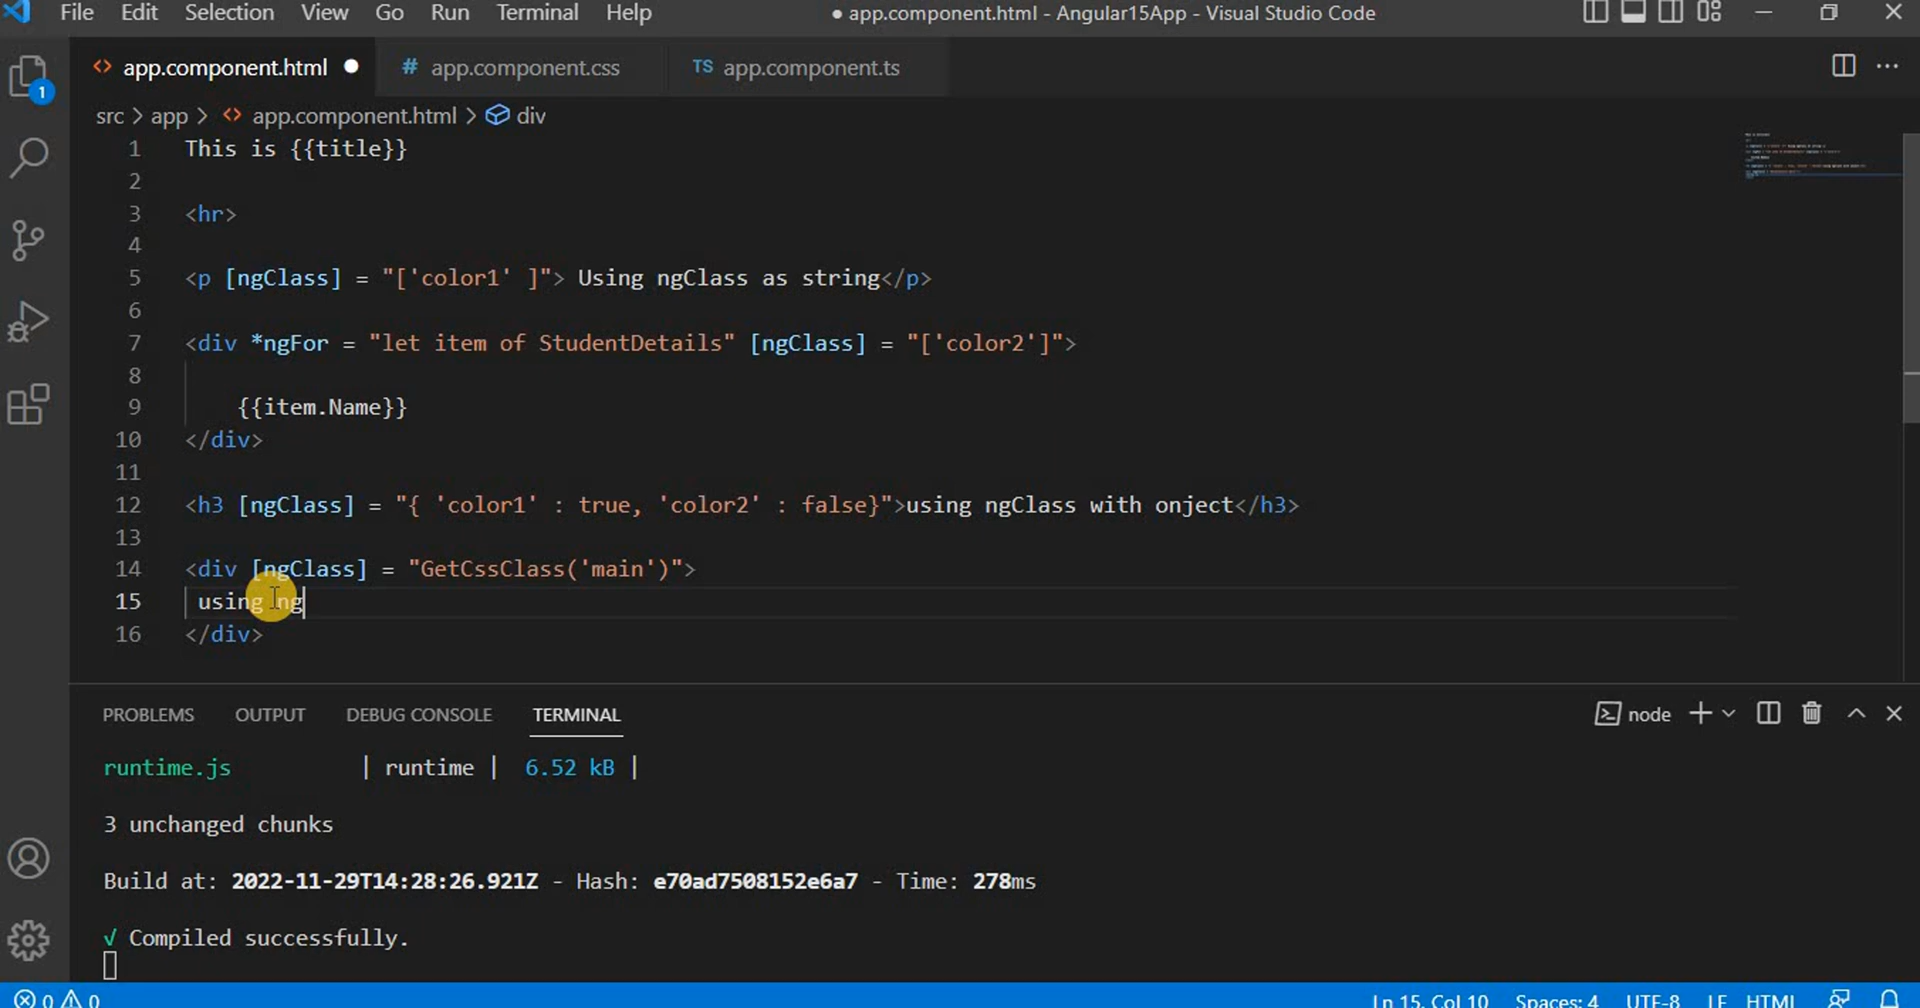 File Edit Selection View Go Run Terminal Help
● app.component.html - Angular15App - Visual Studio Code
<> app.component.html ● # app.component.css TS app.component.ts
1
src > app > <> app.component.html > div
1 This is {{title}}
2
3 <hr>
4
5 <p [ngClass] = "['color1' ]"> Using ngClass as string</p>
6
7 <div *ngFor = "let item of StudentDetails" [ngClass] = "['color2']">
8
9 {{item.Name}}
10 </div>
11
12 <h3 [ngClass] = "{ 'color1' : true, 'color2' : false}">using ngClass with onject</h3>
13
14 <div [ngClass] = "GetCssClass('main')">
15 using ng
16 </div>
PROBLEMS OUTPUT DEBUG CONSOLE TERMINAL
node
runtime.js | runtime | 6.52 kB |
3 unchanged chunks
Build at: 2022-11-29T14:28:26.921Z - Hash: e70ad7508152e6a7 - Time: 278ms
√ Compiled successfully.
0 0 Ln 15, Col 10 Spaces: 4 UTF-8 LF HTML